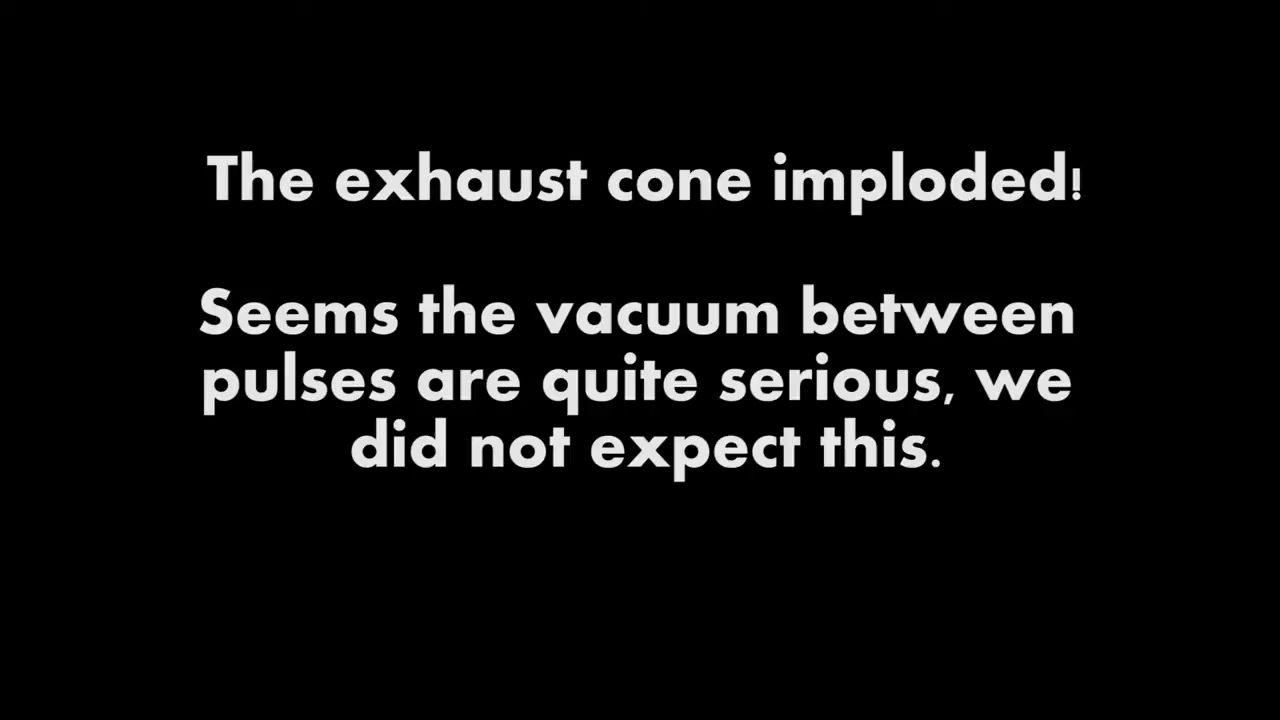 The exhaust cone imploded!
Seems the vacuum between
pulses are quite serious, we
did not expect this.